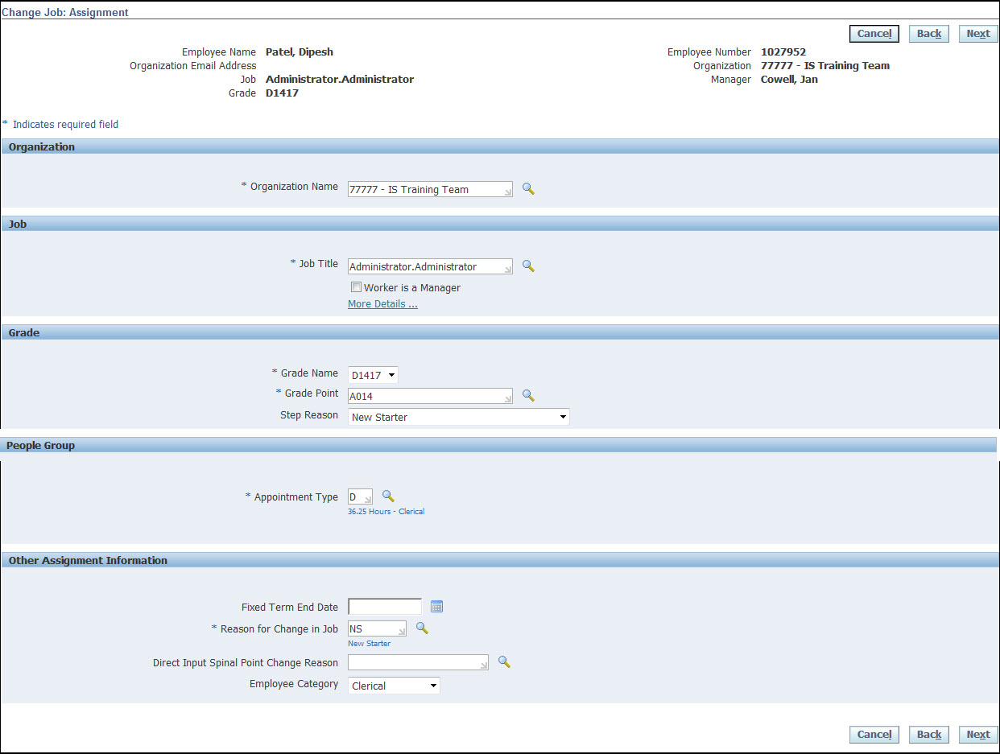 Change Job: Assignment
Cancel Back Next
Employee Name Patel, Dipesh Employee Number 1027952
Organization Email Address Organization 77777 - IS Training Team
Job Administrator.Administrator Manager Cowell, Jan
Grade D1417
* Indicates required field
Organization
* Organization Name 77777 - IS Training Team
Job
* Job Title Administrator.Administrator
Worker is a Manager
More Details ...
Grade
* Grade Name D1417
* Grade Point A014
Step Reason New Starter
People Group
* Appointment Type D
36.25 Hours - Clerical
Other Assignment Information
Fixed Term End Date
* Reason for Change in Job NS
New Starter
Direct Input Spinal Point Change Reason
Employee Category Clerical
Cancel Back Next